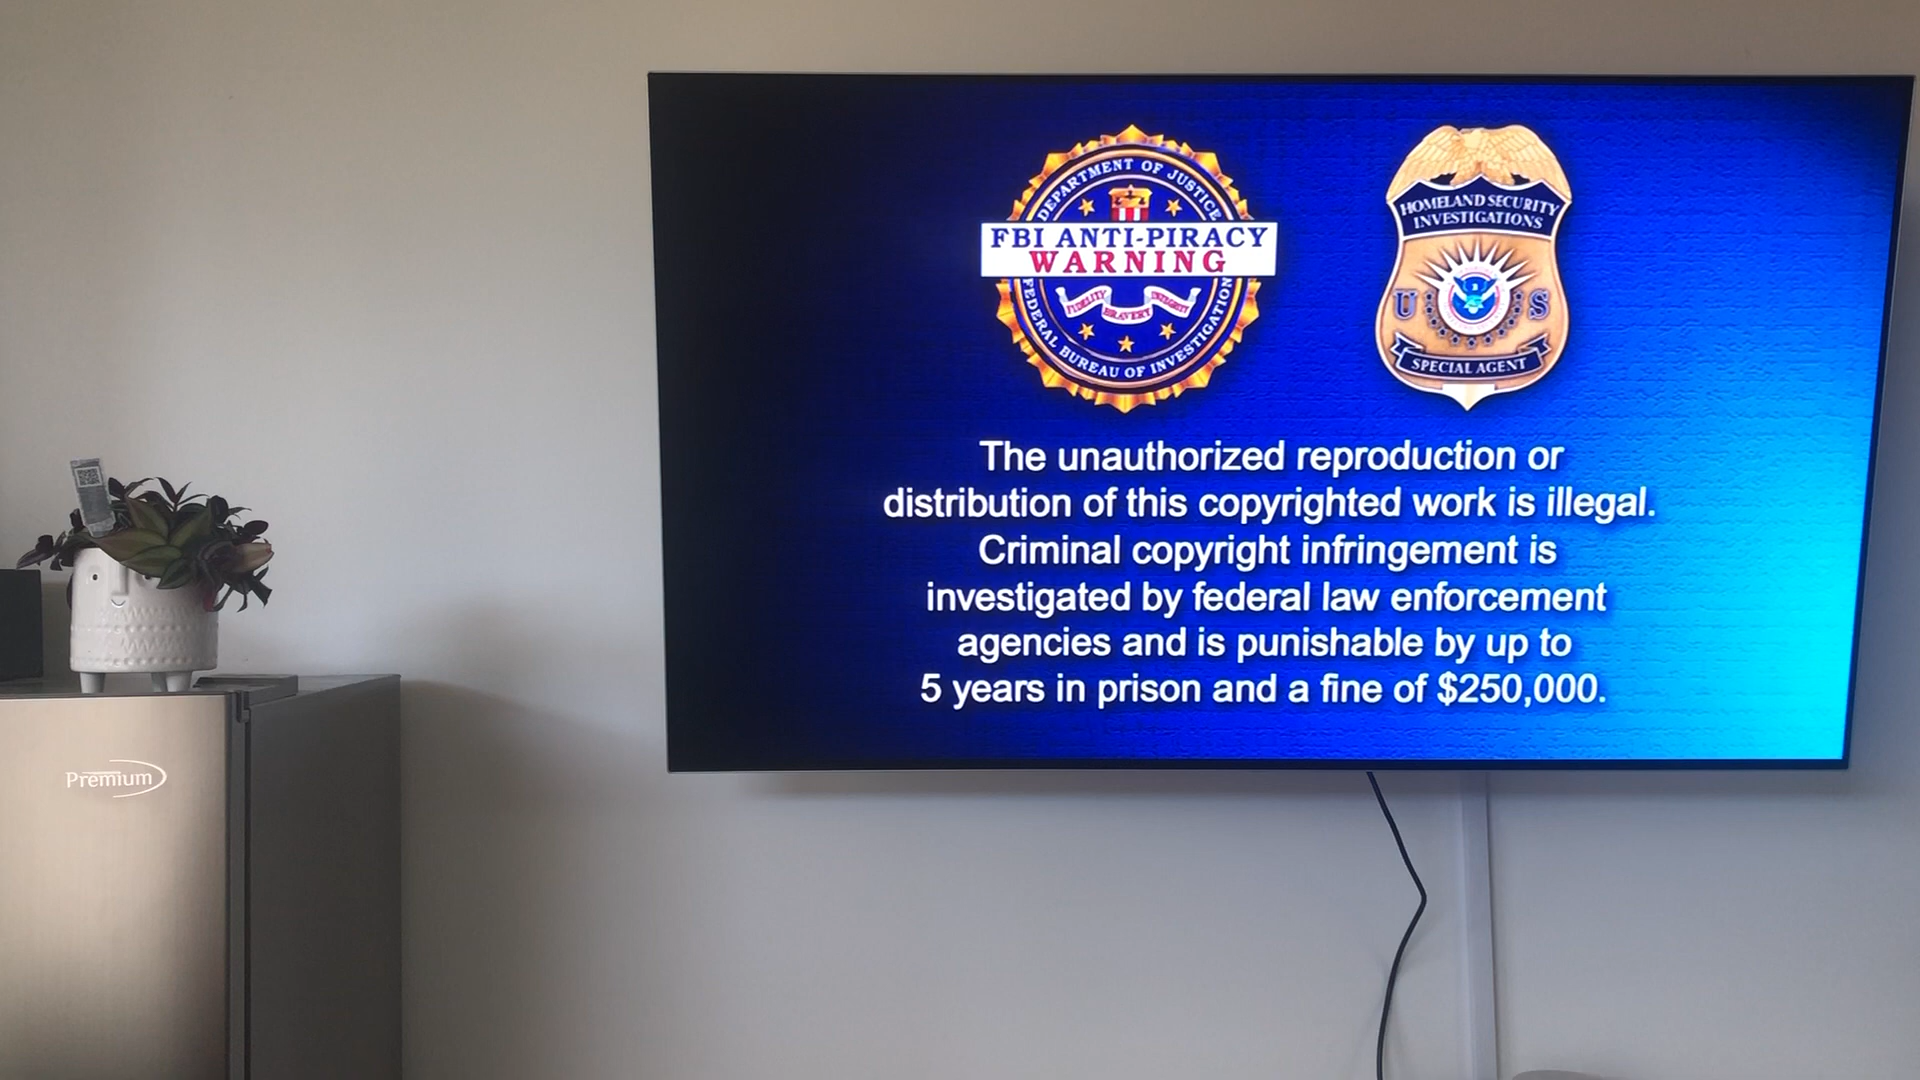 DEPARTMENT OF JUSTICE
FBI ANTI-PIRACY
WARNING
FIDELITY BRAVERY INTEGRITY
FEDERAL BUREAU OF INVESTIGATION
HOMELAND SECURITY
INVESTIGATIONS
U S
SPECIAL AGENT
The unauthorized reproduction or
distribution of this copyrighted work is illegal.
Criminal copyright infringement is
investigated by federal law enforcement
agencies and is punishable by up to
5 years in prison and a fine of $250,000.
Premium